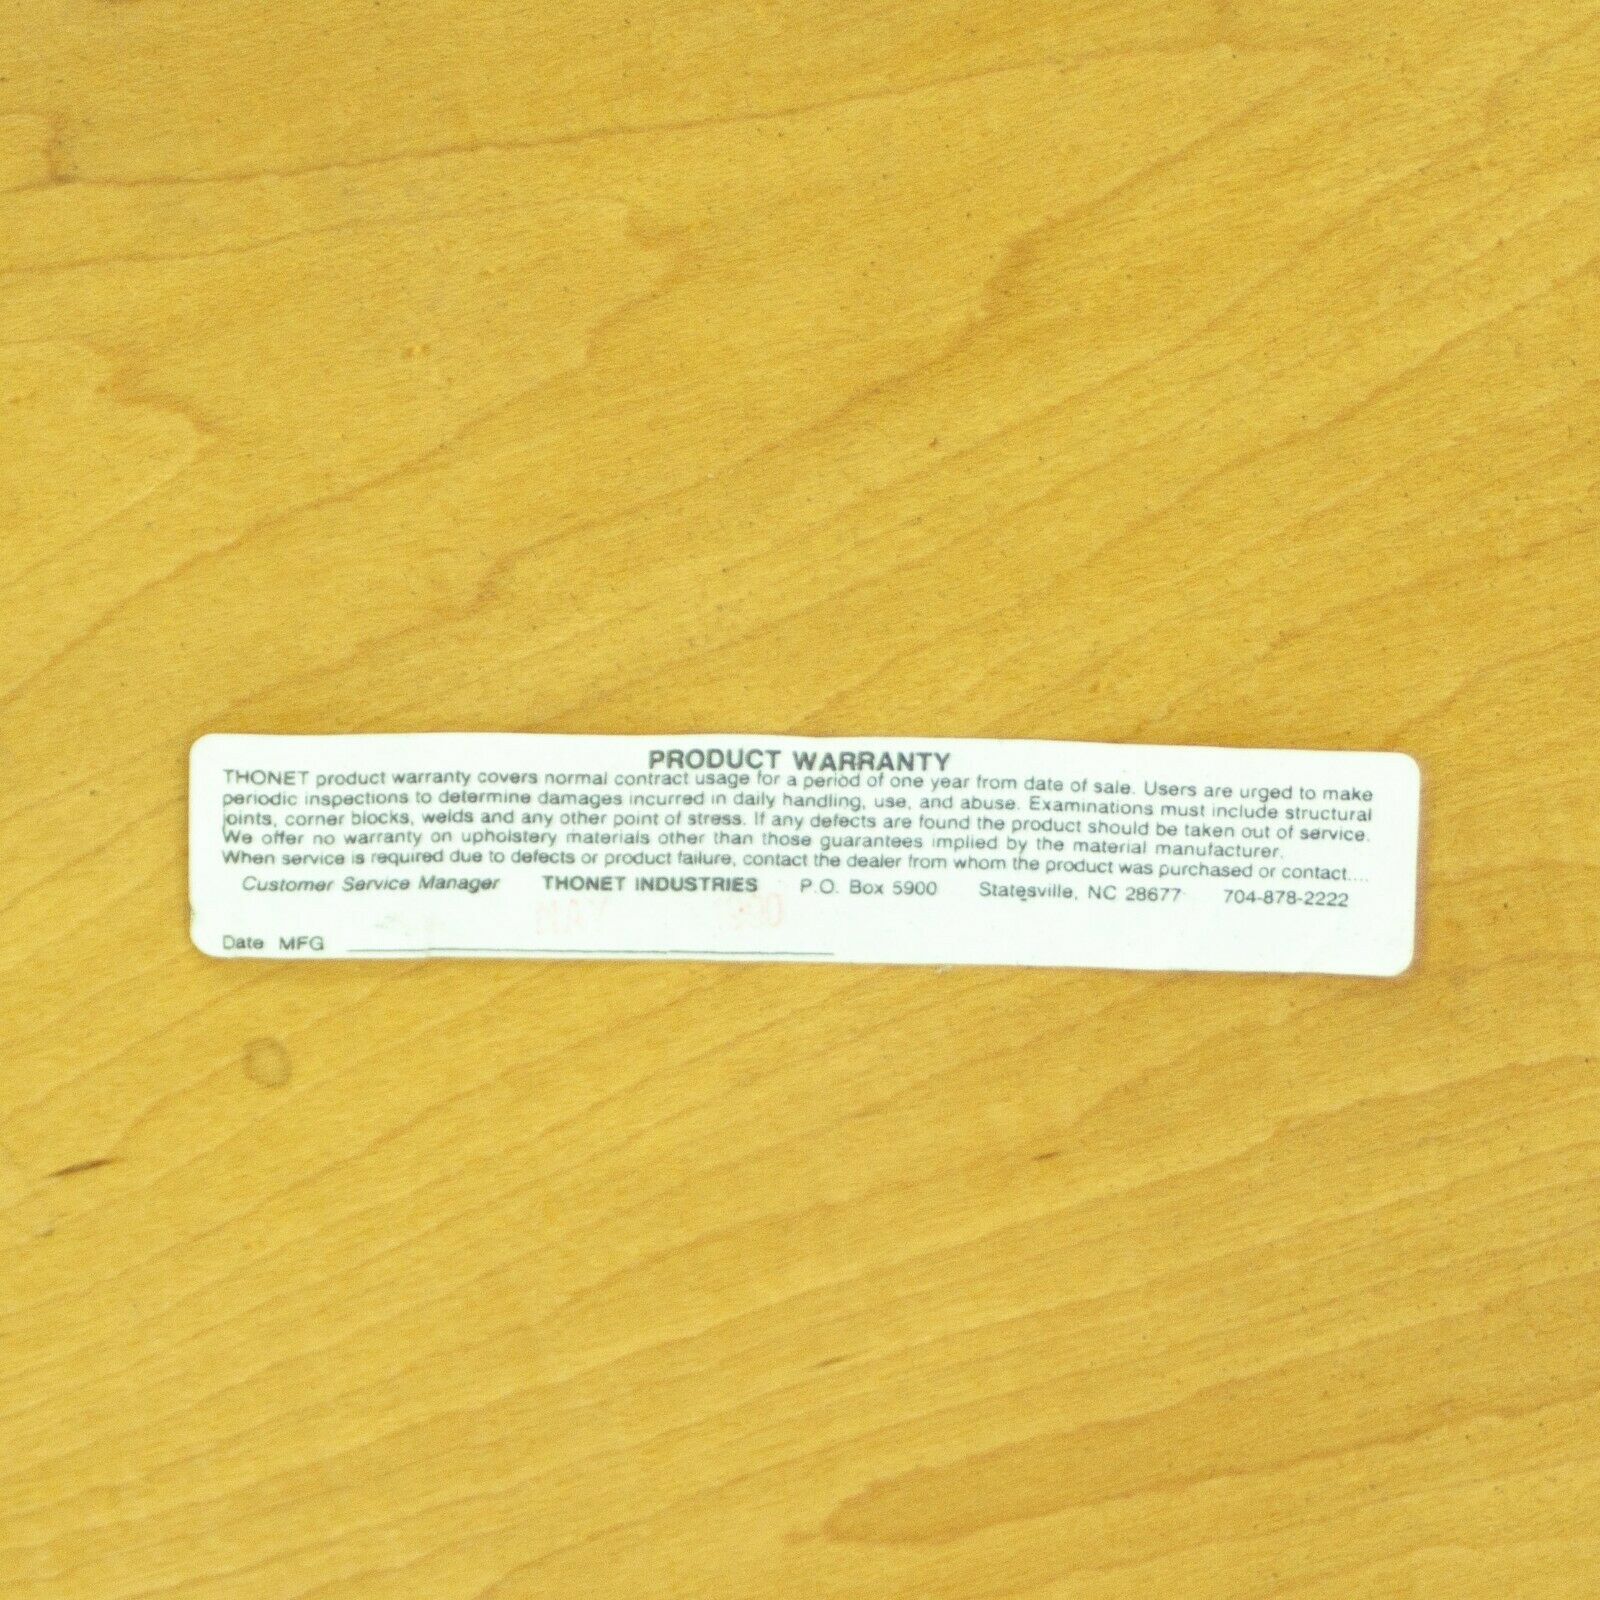 PRODUCT WARRANTY
THONET product warranty covers normal contract usage for a period of one year from date of sale. Users are urged to make
periodic inspections to determine damages incurred in daily handling, use, and abuse. Examinations must include structural
joints, corner blocks, welds and any other point of stress. If any defects are found the product should be taken out of service.
We offer no warranty on upholstery materials other than those guarantees implied by the material manufacturer.
When service is required due to defects or product failure, contact the dealer from whom the product was purchased or contact....
Customer Service Manager THONET INDUSTRIES P.O. Box 5900 Statesville, NC 28677 704-878-2222
Date MFG